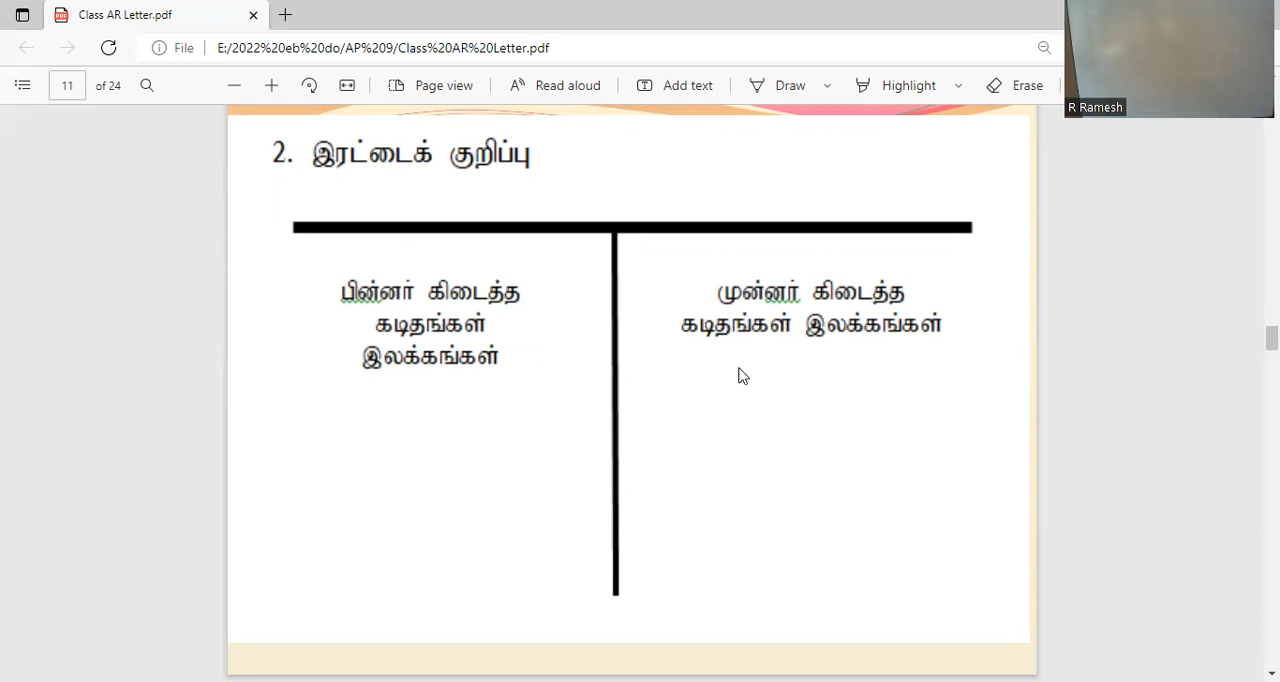 Class AR Letter.pdf
File
E:/2022%20eb%20do/AP%209/Class%20AR%20Letter.pdf
11 of 24
Page view
Read aloud
Add text
Draw
Highlight
Erase
R Ramesh
2. இரட்டைக் குறிப்பு
பின்னர் கிடைத்த
கடிதங்கள்
இலக்கங்கள்
முன்னர் கிடைத்த
கடிதங்கள் இலக்கங்கள்